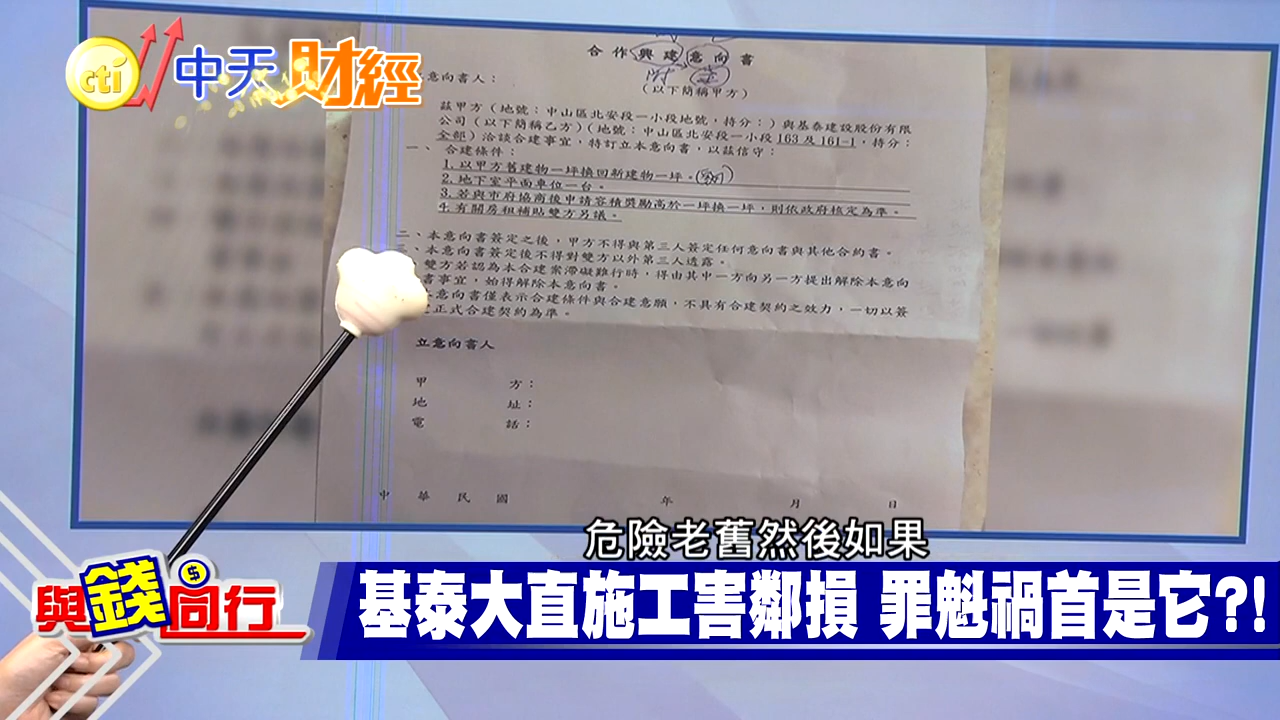 cti 中天財經
合作興建意向書
意向書人：
（以下簡稱甲方）
茲甲方（地號：中山區北安段一小段地號，持分：）與基泰建設股份有限
公司（以下簡稱乙方）（地號：中山區北安段一小段 163 及 161-1，持分：
全部）洽談合建事宜，特訂立本意向書，以茲信守：
一、 合建條件：
1. 以甲方舊建物一坪換回新建物一坪。
2. 地下室平面車位一台。
3. 若與市府協商後申請容積獎勵高於一坪換一坪，則依政府核定為準。
4. 有關房租補貼雙方另議。
二、本意向書簽定之後，甲方不得與第三人簽定任何意向書與其他合約書。
三、本意向書簽定後不得對雙方以外第三人透露。
雙方若認為本合建案滯礙難行時，得由其中一方向另一方提出解除本意向
書事宜，始得解除本意向書。
意向書僅表示合建條件與合建意願，不具有合建契約之效力，一切以簽
正式合建契約為準。
立意向書人
甲 方：
地 址：
電 話：
中 華 民 國 年 月 日
危險老舊然後如果
與錢同行
基泰大直施工害鄰損 罪魁禍首是它?!